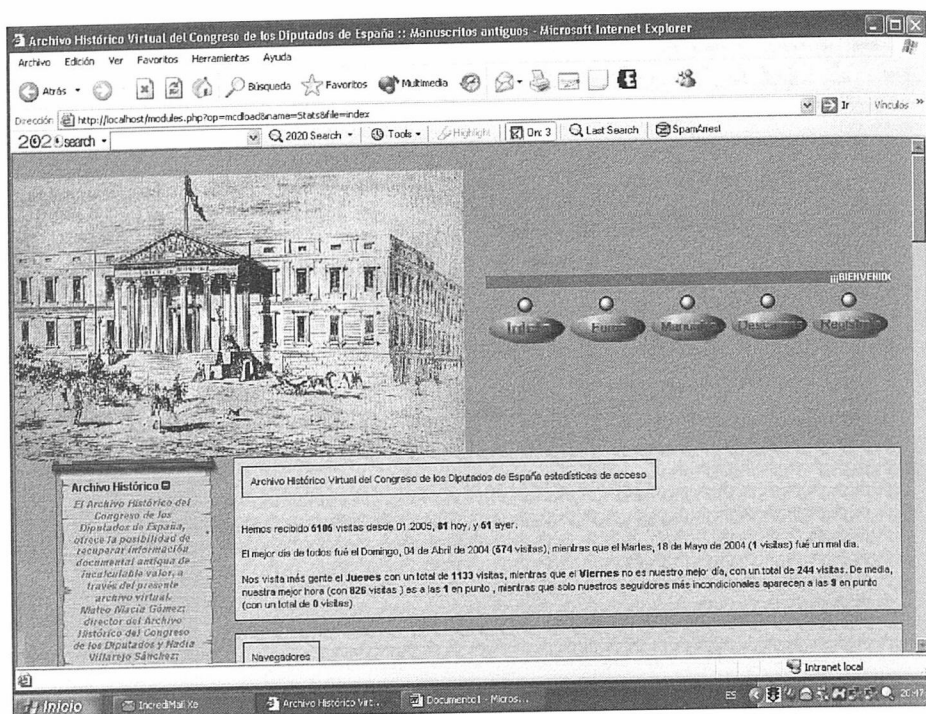 Archivo Histórico Virtual del Congreso de los Diputados de España :: Manuscritos antiguos - Microsoft Internet Explorer
Archivo Edición Ver Favoritos Herramientas Ayuda
Atrás Búsqueda Favoritos Multimedia
Dirección http://localhost/modules.php?op=modload&name=Stats&file=index Ir Vínculos »
2020search 2020 Search Tools Highlight Orc 3 Last Search SpamArrest
¡¡¡BIENVENIDO
Descargas Registro
Archivo Histórico
El Archivo Histórico del
Congreso de los
Diputados de España,
ofrece la posibilidad de
recuperar información
documental antigua de
incalculable valor, a
través del presente
archivo virtual.
Mateo Maciá Gómez;
director del Archivo
Histórico del Congreso
de los Diputados y Nadia
Villarejo Sánchez;
Archivo Histórico Virtual del Congreso de los Diputados de España estadísticas de acceso
Hemos recibido 6106 vistas desde 01.2005, 81 hoy, y 51 ayer.
El mejor día de todos fué el Domingo, 04 de Abril de 2004 (574 visitas), mientras que el Martes, 18 de Mayo de 2004 (1 visitas) fué un mal día.
Nos visita más gente el Jueves con un total de 1133 visitas, mientras que el Viernes no es nuestro mejor día, con un total de 244 visitas. De media,
nuestra mejor hora (con 826 visitas ) es a las 1 en punto , mientras que solo nuestros seguidores más incondicionales aparecen a las 9 en punto
(con un total de 0 visitas)
Navegadores
Intranet local
Inicio IncrediMail Xe Archivo Histórico Virt... Documento1 - Micros... ES 20:47